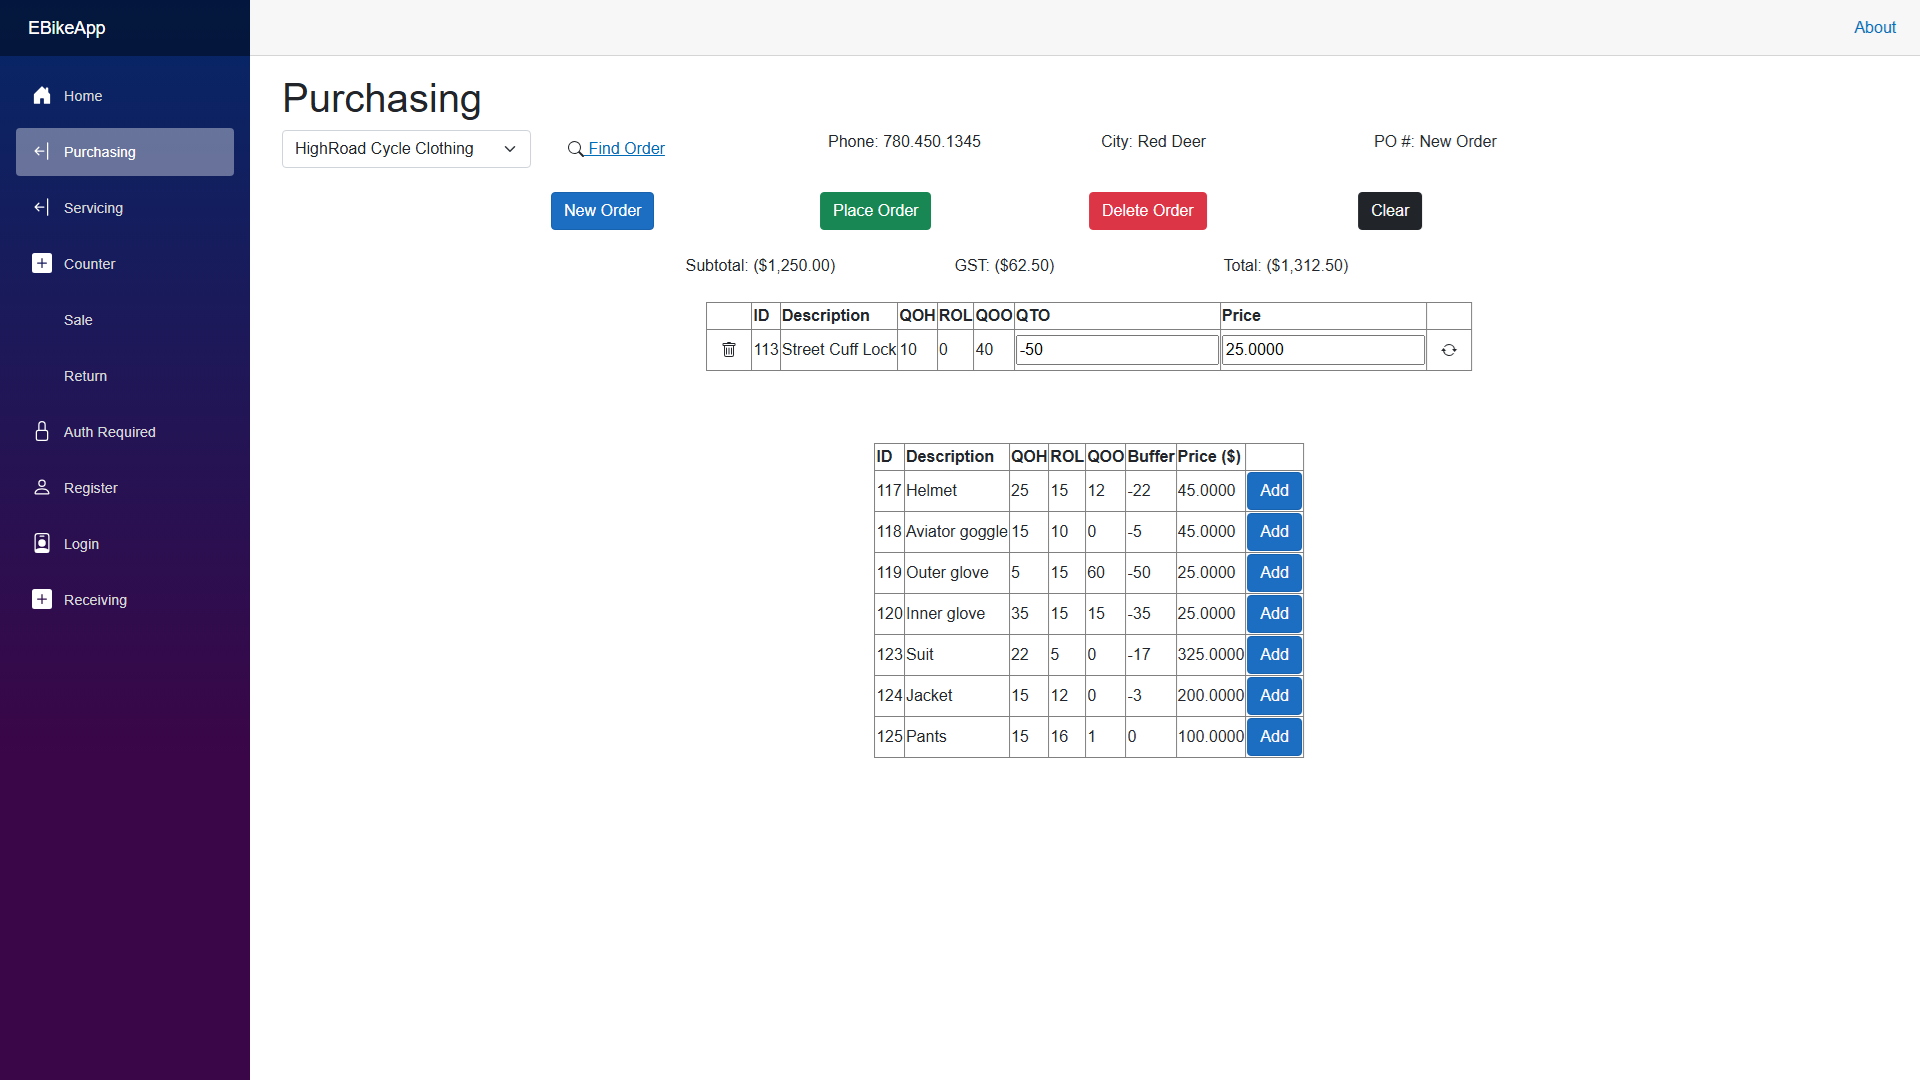 EBikeApp
About
Home
Purchasing
Servicing
Counter
Sale
Return
Auth Required
Register
Login
Receiving
Purchasing
HighRoad Cycle Clothing Find Order Phone: 780.450.1345 City: Red Deer PO #: New Order
New Order Place Order Delete Order Clear
Subtotal: ($1,250.00) GST: ($62.50) Total: ($1,312.50)
ID Description QOH ROL QOO QTO Price
113 Street Cuff Lock 10 0 40 -50 25.0000
ID Description QOH ROL QOO Buffer Price ($)
117 Helmet 25 15 12 -22 45.0000 Add
118 Aviator goggle 15 10 0 -5 45.0000 Add
119 Outer glove 5 15 60 -50 25.0000 Add
120 Inner glove 35 15 15 -35 25.0000 Add
123 Suit 22 5 0 -17 325.0000 Add
124 Jacket 15 12 0 -3 200.0000 Add
125 Pants 15 16 1 0 100.0000 Add